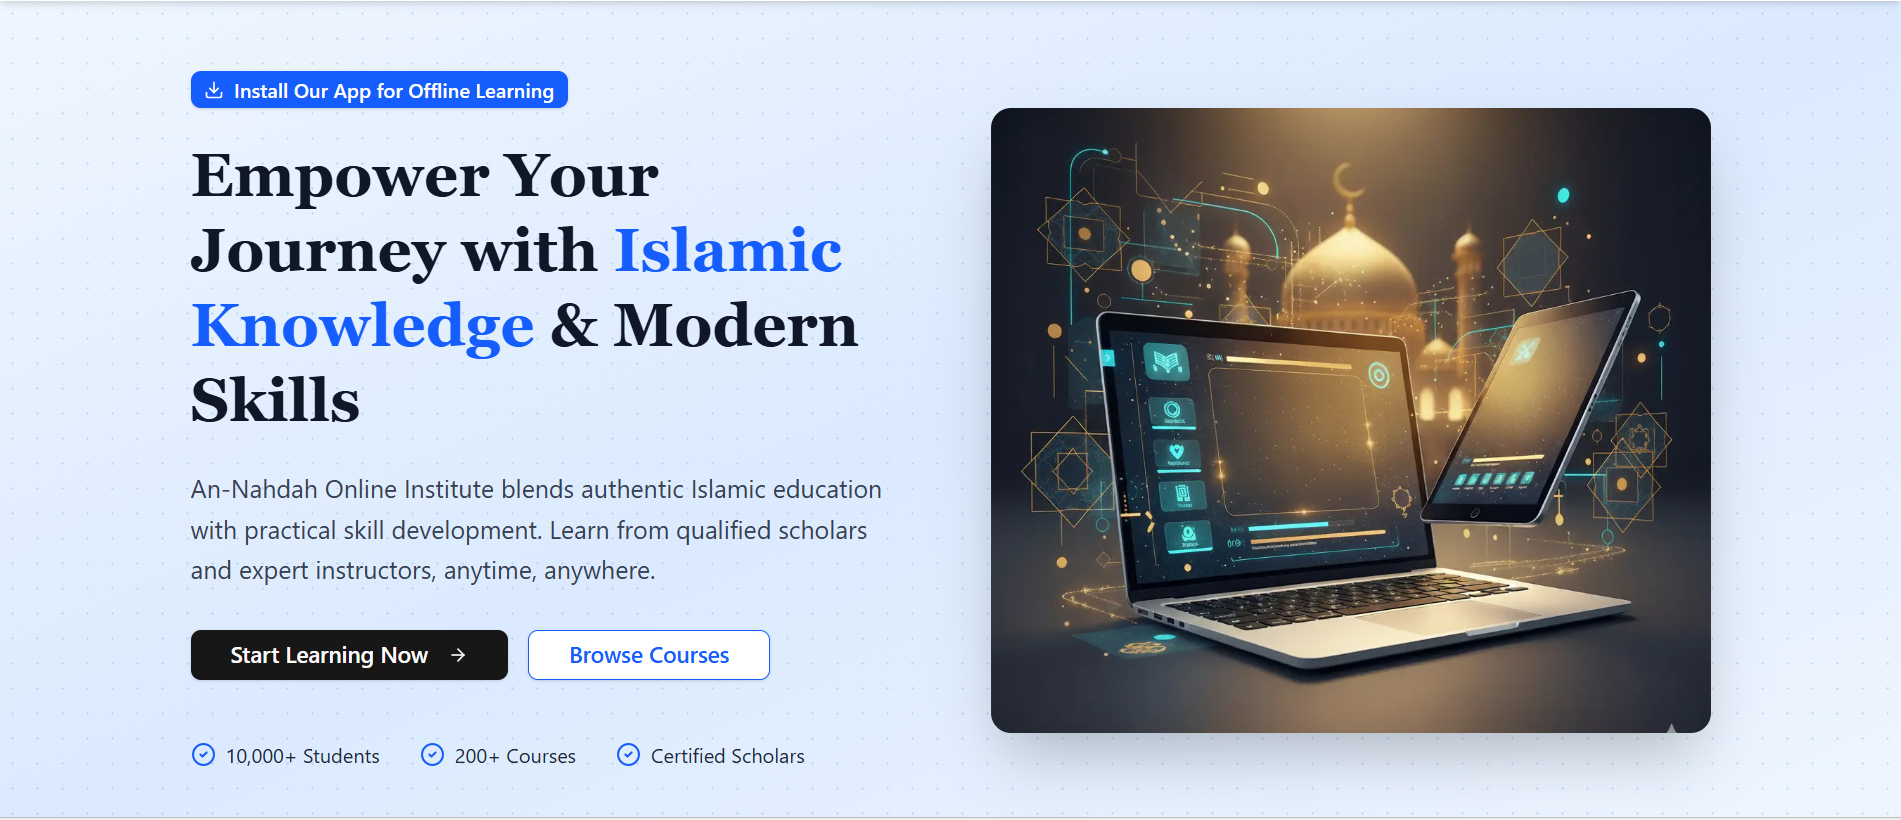 Install Our App for Offline Learning
Empower Your
Journey with Islamic
Knowledge & Modern
Skills
An-Nahdah Online Institute blends authentic Islamic education
with practical skill development. Learn from qualified scholars
and expert instructors, anytime, anywhere.
Start Learning Now
Browse Courses
10,000+ Students
200+ Courses
Certified Scholars